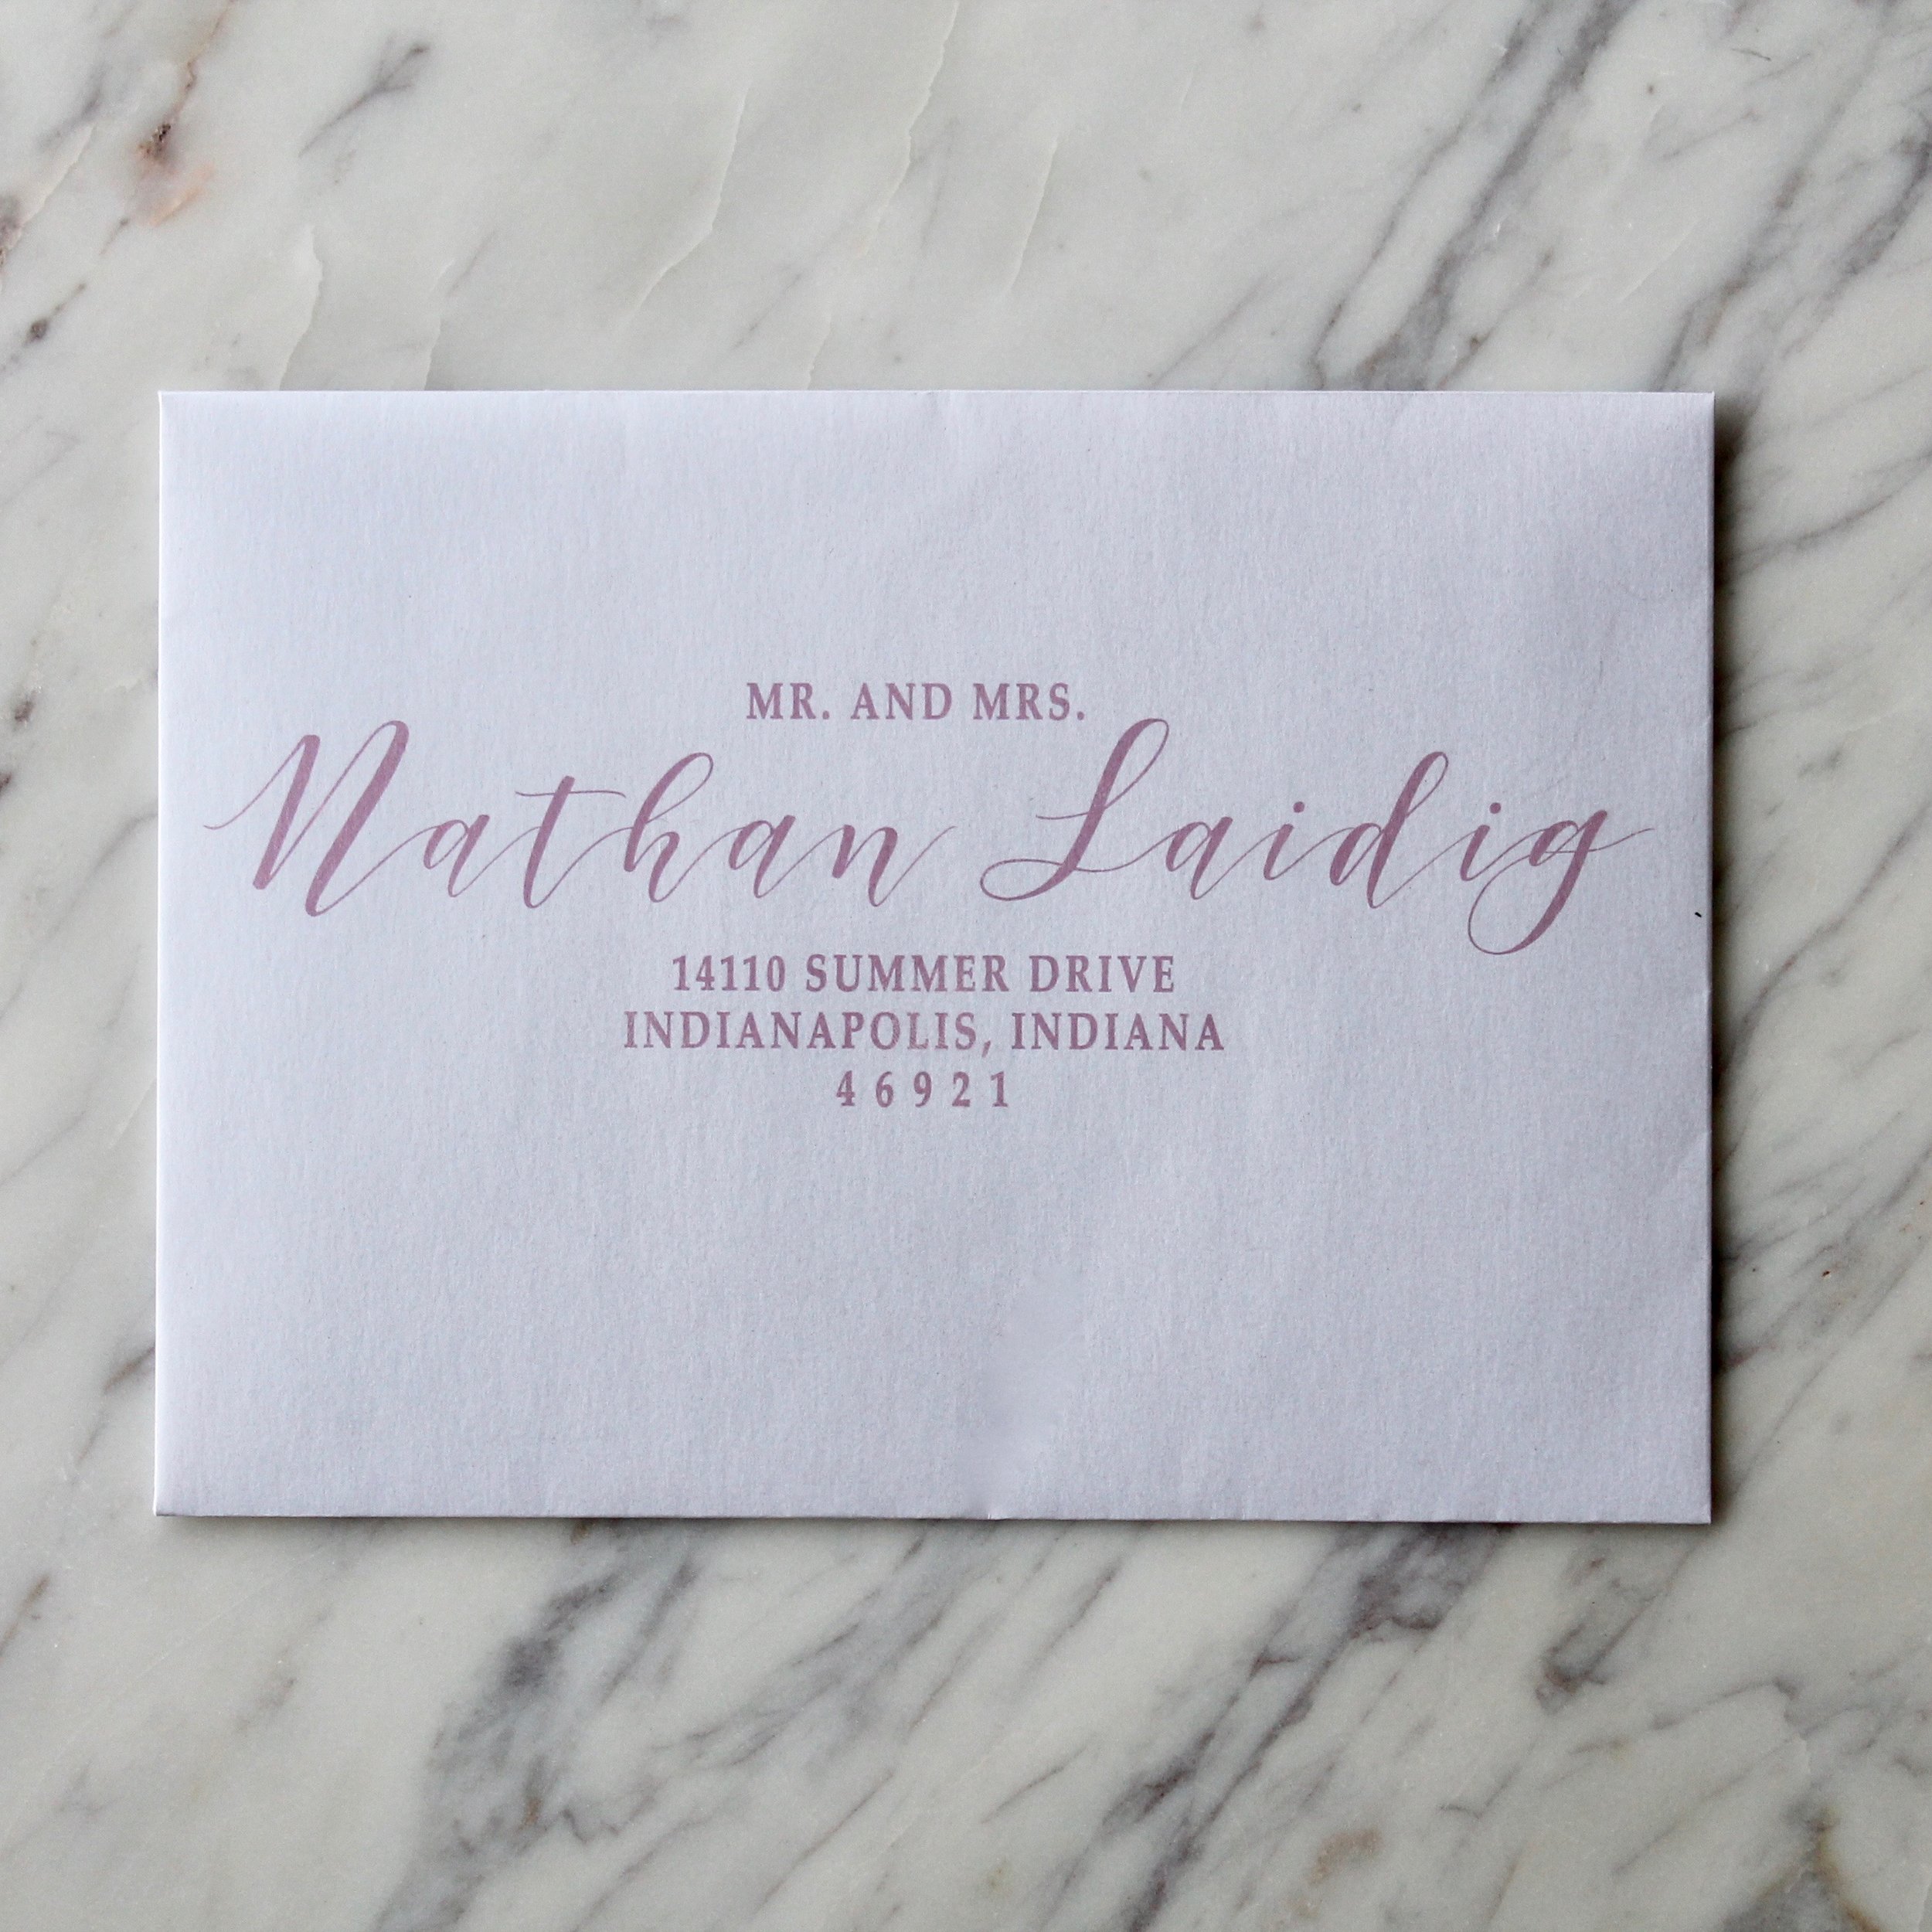 MR. AND MRS.
Nathan Laidig
14110 SUMMER DRIVE
INDIANAPOLIS, INDIANA
46921